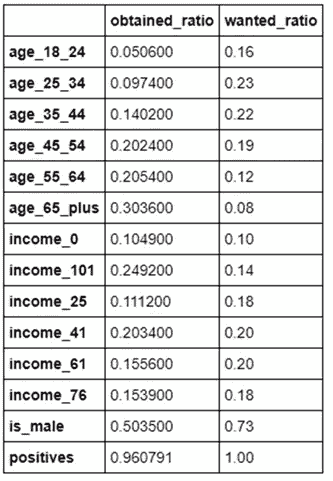 obtained_ratio wanted_ratio
age_18_24 0.050600 0.16
age_25_34 0.097400 0.23
age_35_44 0.140200 0.22
age_45_54 0.202400 0.19
age_55_64 0.205400 0.12
age_65_plus 0.303600 0.08
income_0 0.104900 0.10
income_101 0.249200 0.14
income_25 0.111200 0.18
income_41 0.203400 0.20
income_61 0.155600 0.20
income_76 0.153900 0.18
is_male 0.503500 0.73
positives 0.960791 1.00